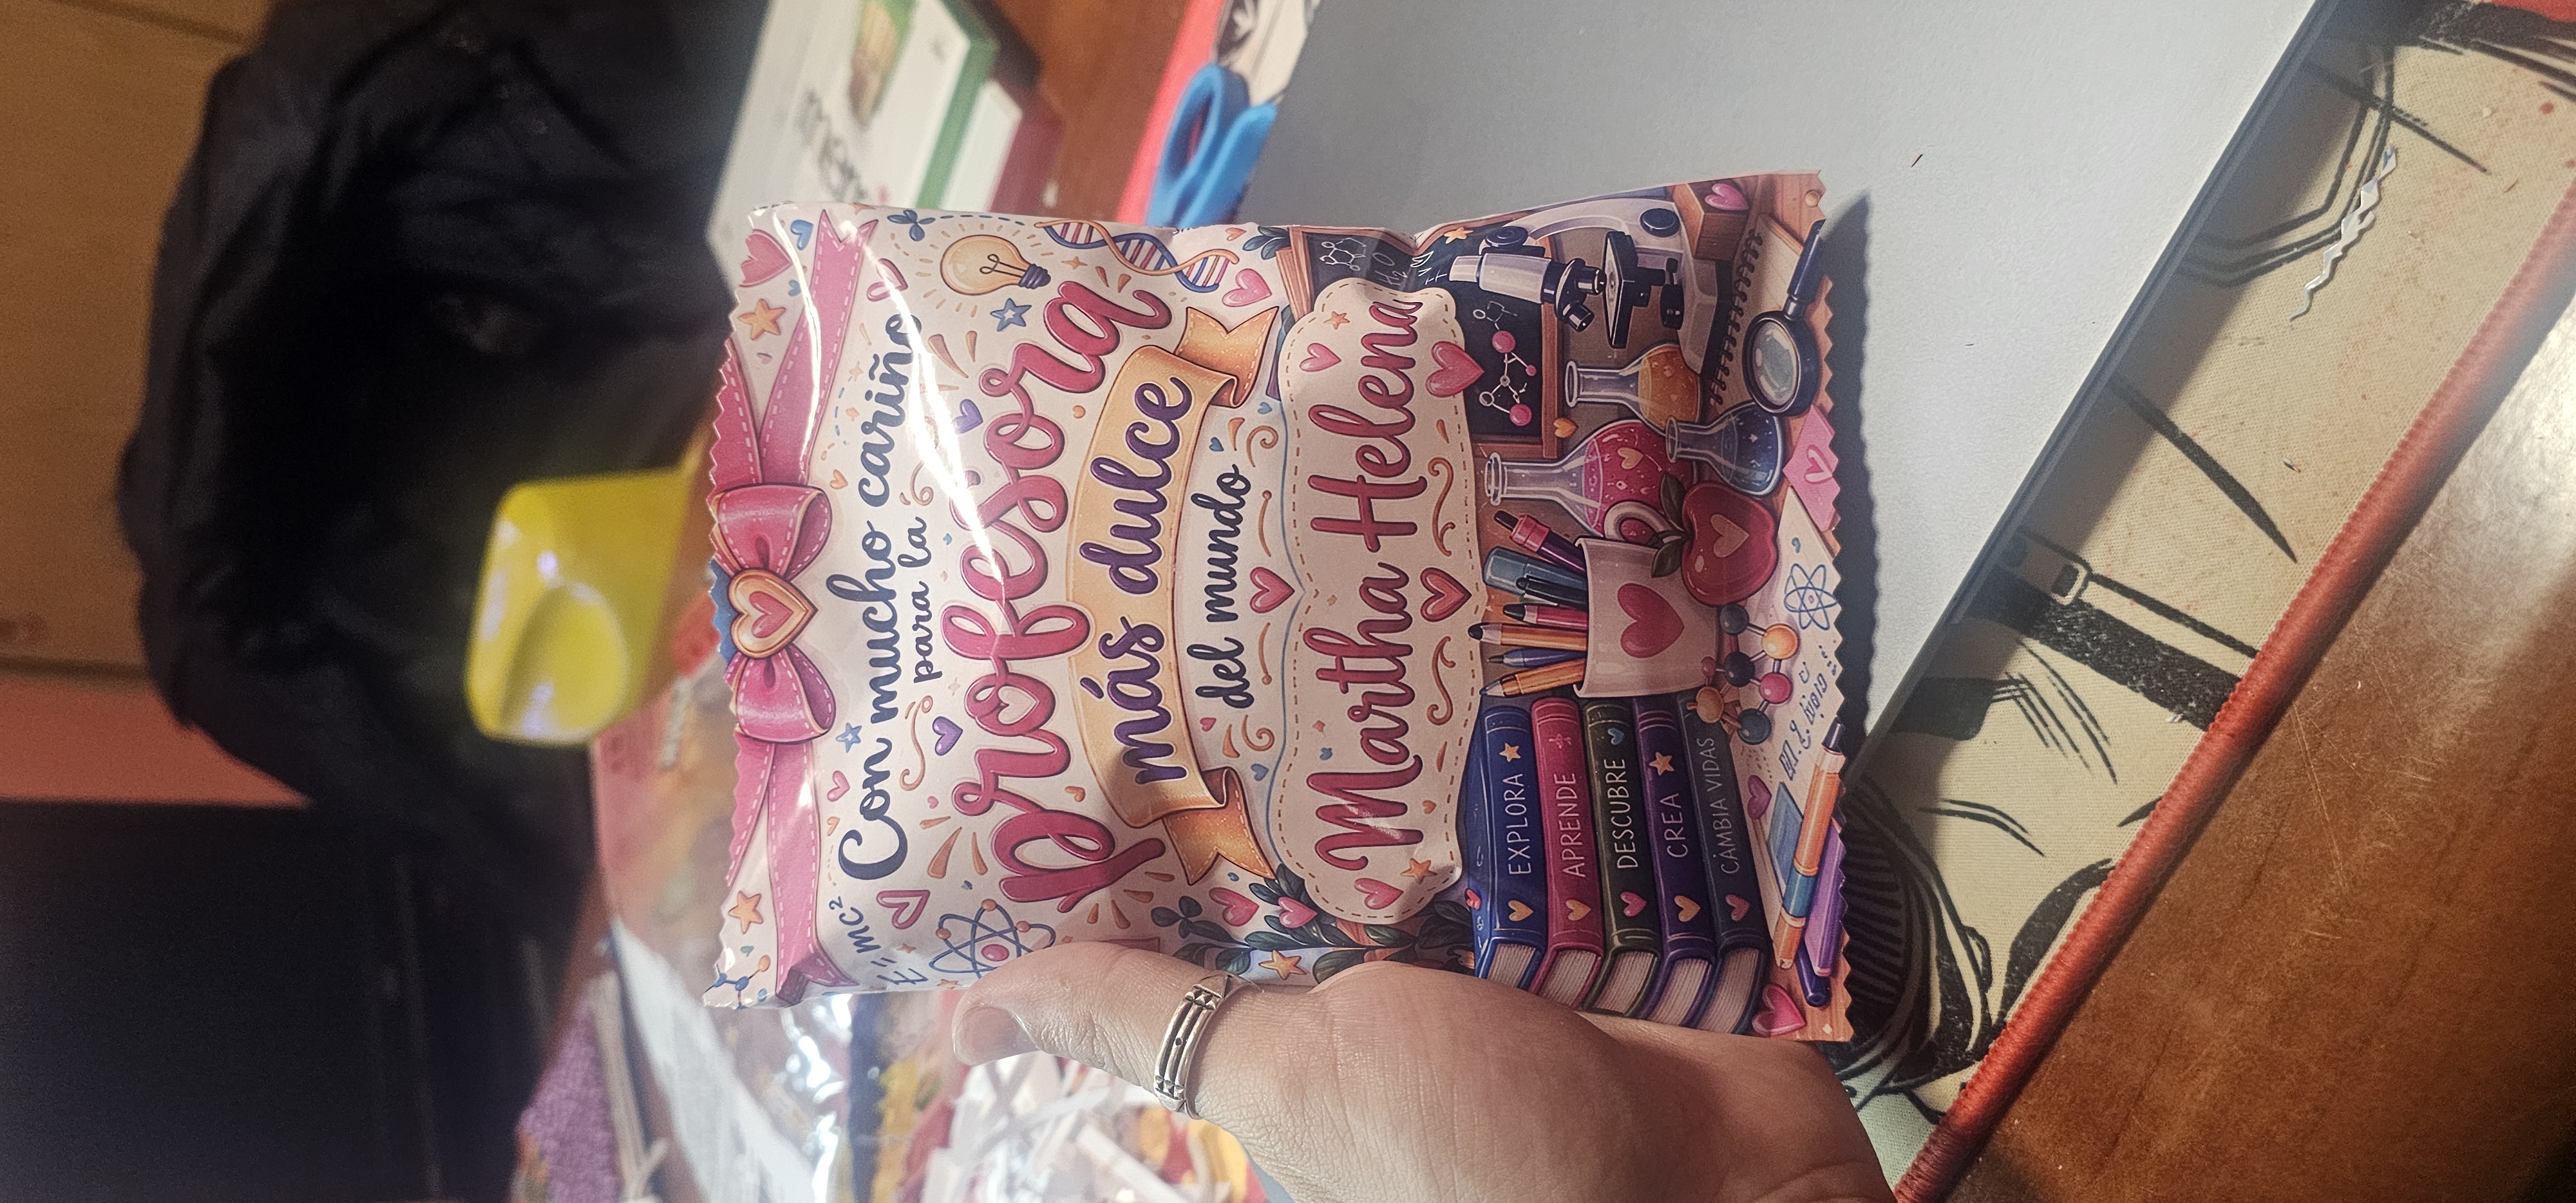 E=mc²
Con mucho cariño
para la
profesora
más dulce
del mundo
Martha Helena
H₂O
EXPLORA
APRENDE
DESCUBRE
CREA
CAMBIA VIDAS